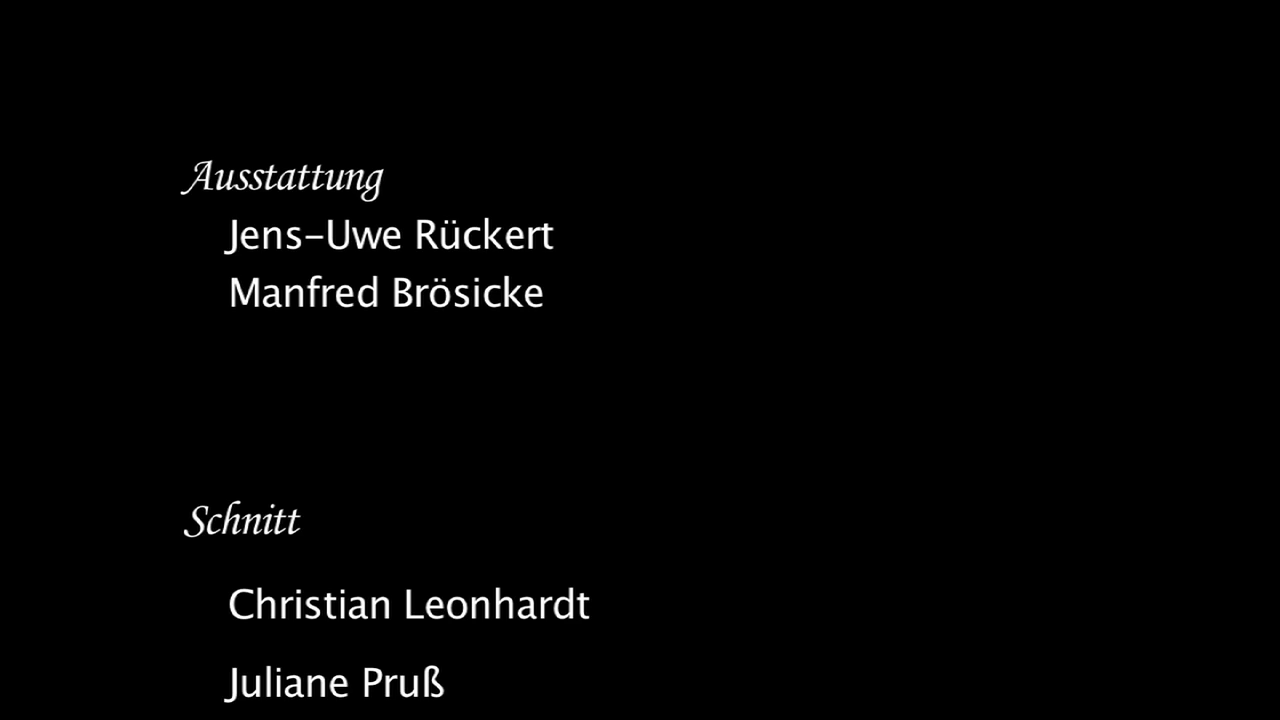 Ausstattung
Jens-Uwe Rückert
Manfred Brösicke
Schnitt
Christian Leonhardt
Juliane Pruß